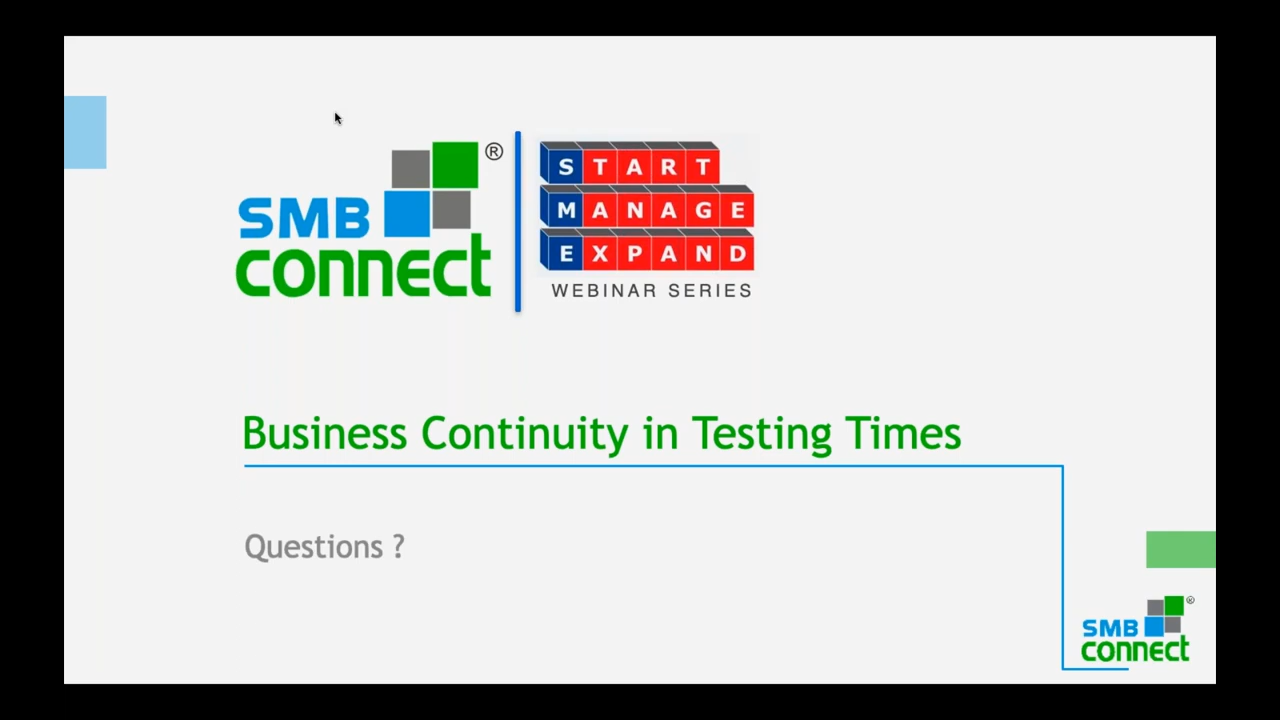 SMB
connect
®
START
MANAGE
EXPAND
WEBINAR SERIES
Business Continuity in Testing Times
Questions ?
SMB
connect
®